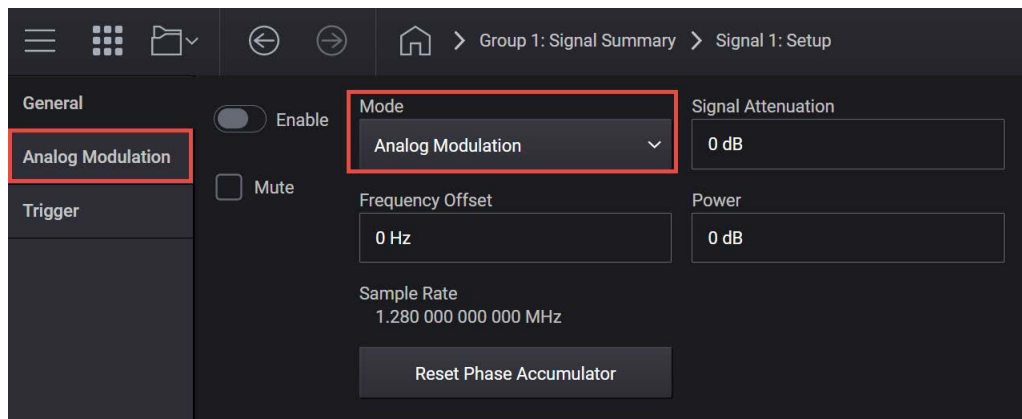 Group 1: Signal Summary > Signal 1: Setup
General
Analog Modulation
Trigger
Enable
Mute
Mode
Analog Modulation
Frequency Offset
0 Hz
Sample Rate
1.280 000 000 000 MHz
Reset Phase Accumulator
Signal Attenuation
0 dB
Power
0 dB